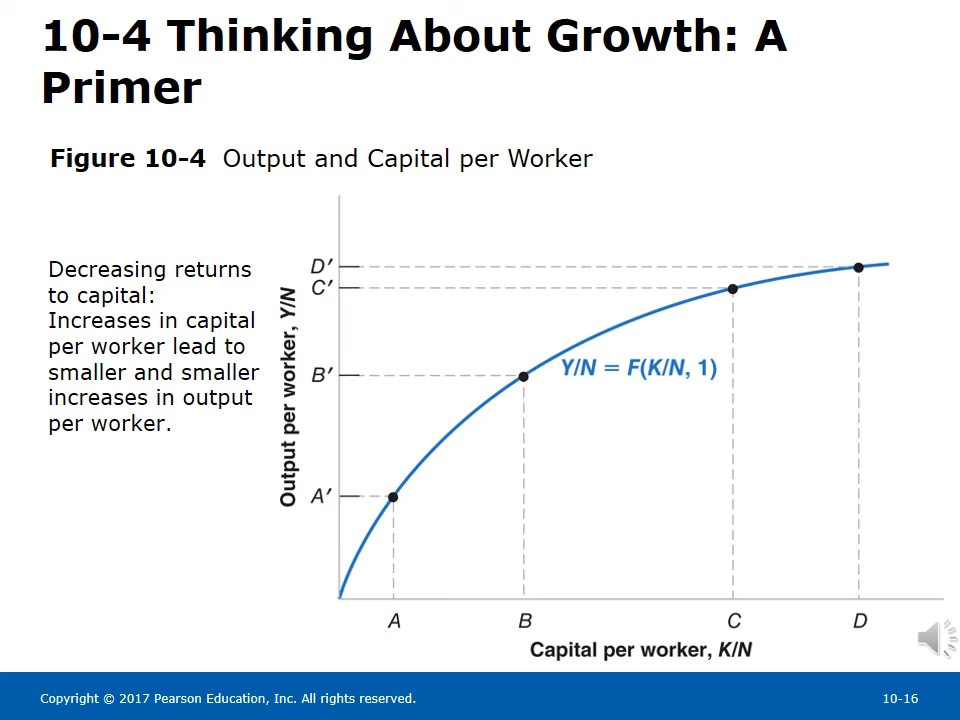 10-4 Thinking About Growth: A
Primer
Figure 10-4 Output and Capital per Worker
Decreasing returns
to capital:
Increases in capital
per worker lead to
smaller and smaller
increases in output
per worker.
Output per worker, Y/N
D′
C′
B′
A′
Y/N = F(K/N, 1)
A
B
C
D
Capital per worker, K/N
Copyright © 2017 Pearson Education, Inc. All rights reserved.
10-16